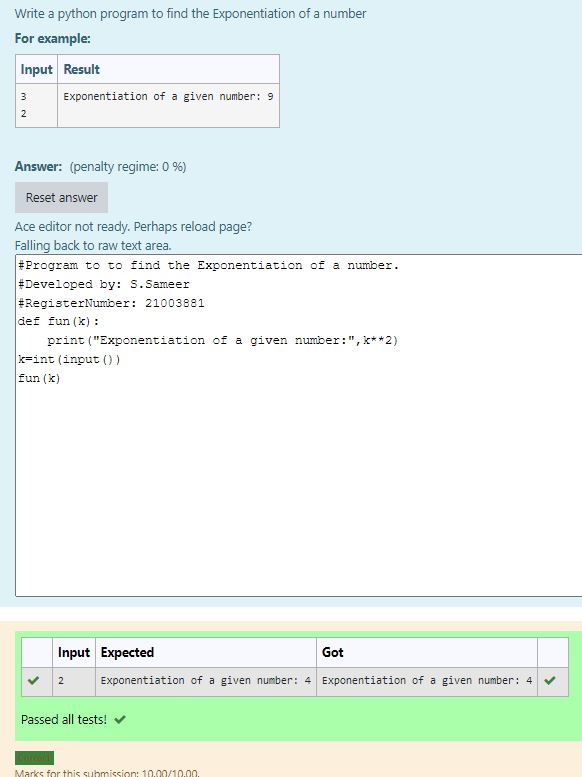 Write a python program to find the Exponentiation of a number
For example:
Input Result
3 Exponentiation of a given number: 9
2
Answer: (penalty regime: 0 %)
Reset answer
Ace editor not ready. Perhaps reload page?
Falling back to raw text area.
#Program to to find the Exponentiation of a number.
#Developed by: S.Sameer
#RegisterNumber: 21003881
def fun(k):
    print("Exponentiation of a given number:",k**2)
k=int(input())
fun(k)
Input Expected Got
2 Exponentiation of a given number: 4 Exponentiation of a given number: 4
Passed all tests!
Correct
Marks for this submission: 10.00/10.00.